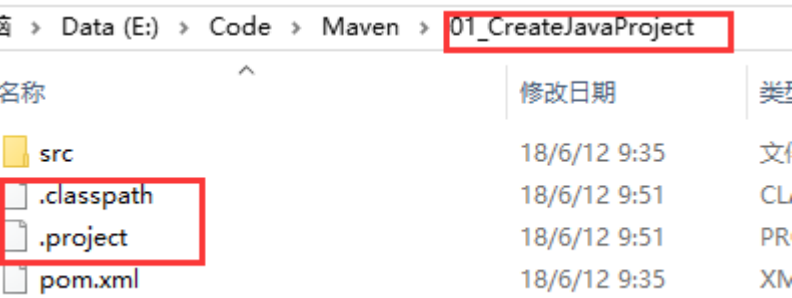 Data (E:) > Code > Maven > 01_CreateJavaProject
名称 修改日期
src 18/6/12 9:35
.classpath 18/6/12 9:51
.project 18/6/12 9:51
pom.xml 18/6/12 9:35